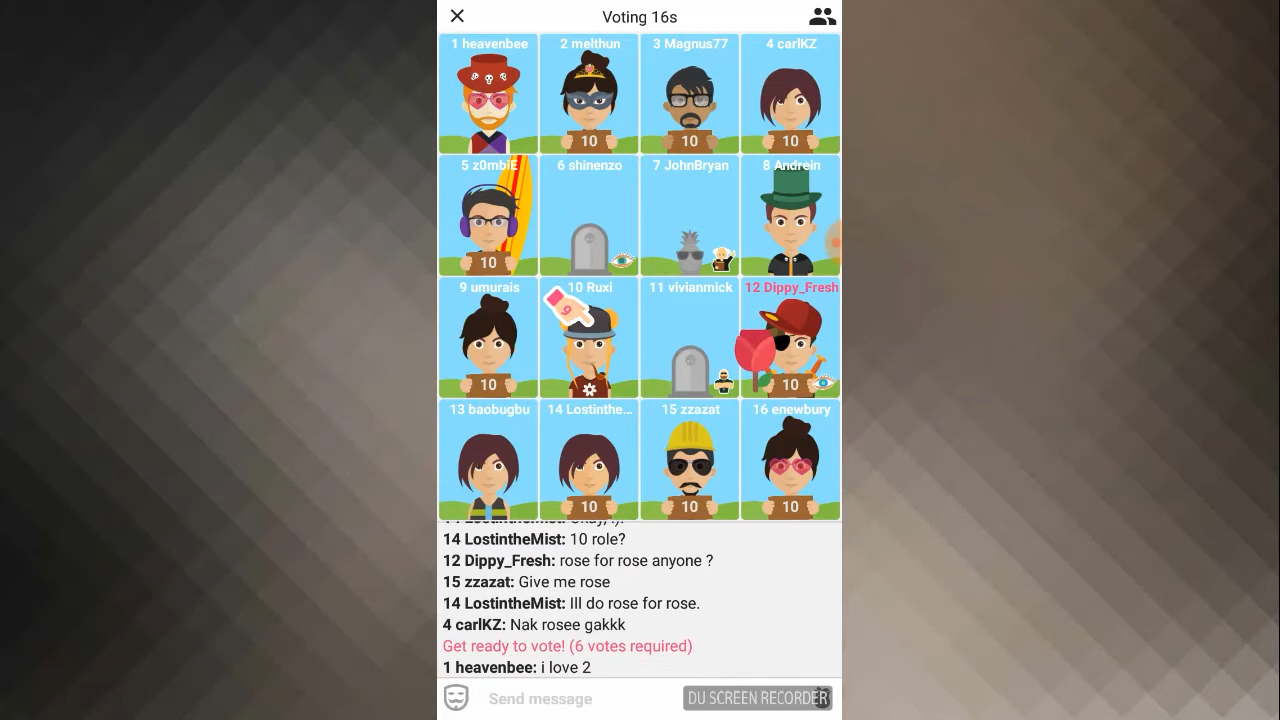 Voting 16s
1 heavenbee
2 melthun
3 Magnus77
4 carlKZ
10
10
10
5 z0mbiE
6 shinenzo
7 JohnBryan
8 Andrein
10
9 umurais
10 Ruxi
11 vivianmick
12 Dippy_Fresh
9
10
10
13 baobugbu
14 Lostinthe...
15 zzazat
16 enewbury
10
10
10
14 LostintheMist: 10 role?
12 Dippy_Fresh: rose for rose anyone ?
15 zzazat: Give me rose
14 LostintheMist: Ill do rose for rose.
4 carlKZ: Nak rosee gakkk
Get ready to vote! (6 votes required)
1 heavenbee: i love 2
Send message
DU SCREEN RECORDER